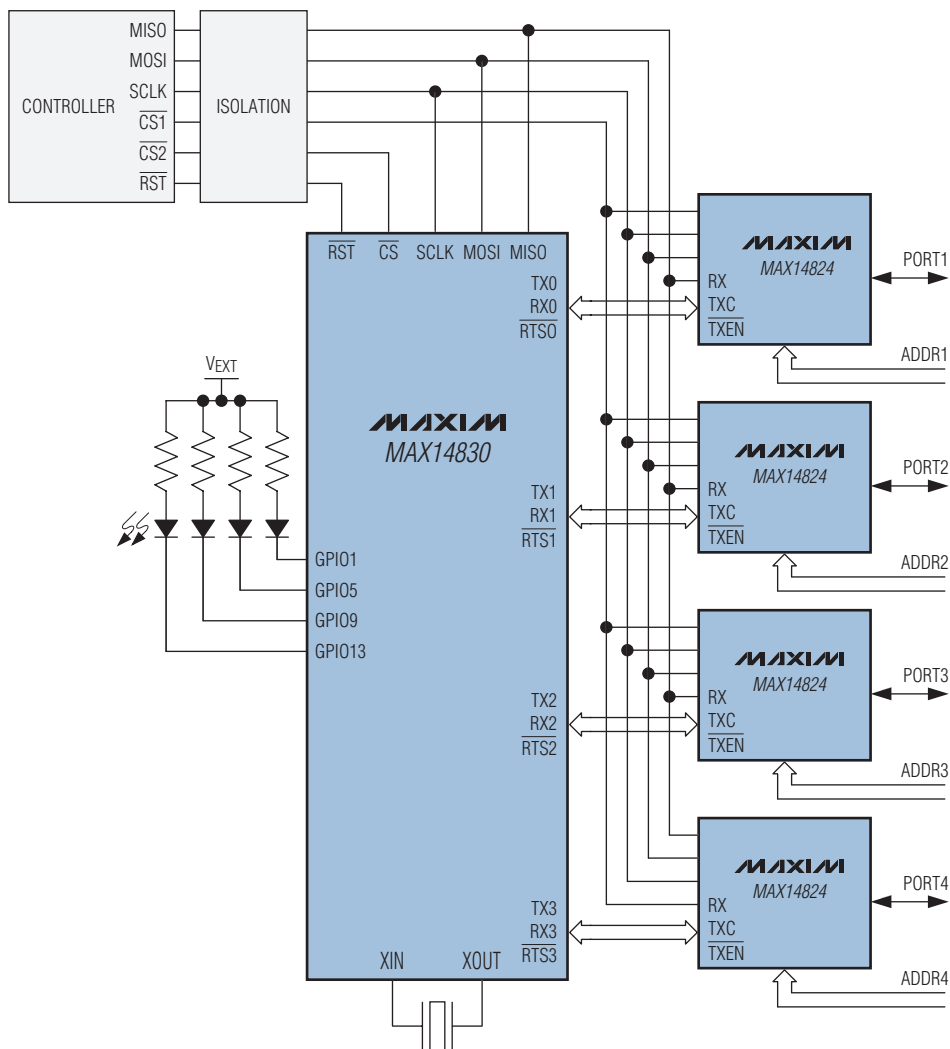 MISO
MOSI
SCLK
CONTROLLER
ISOLATION
CS1
CS2
RST
RST CS SCLK MOSI MISO
MAXIM
MAX14830
TX0
RX0
RTS0
TX1
RX1
RTS1
TX2
RX2
RTS2
TX3
RX3
RTS3
VEXT
GPIO1
GPIO5
GPIO9
GPIO13
XIN
XOUT
MAXIM
MAX14824
RX
TXC
TXEN
PORT1
ADDR1
MAXIM
MAX14824
RX
TXC
TXEN
PORT2
ADDR2
MAXIM
MAX14824
RX
TXC
TXEN
PORT3
ADDR3
MAXIM
MAX14824
RX
TXC
TXEN
PORT4
ADDR4